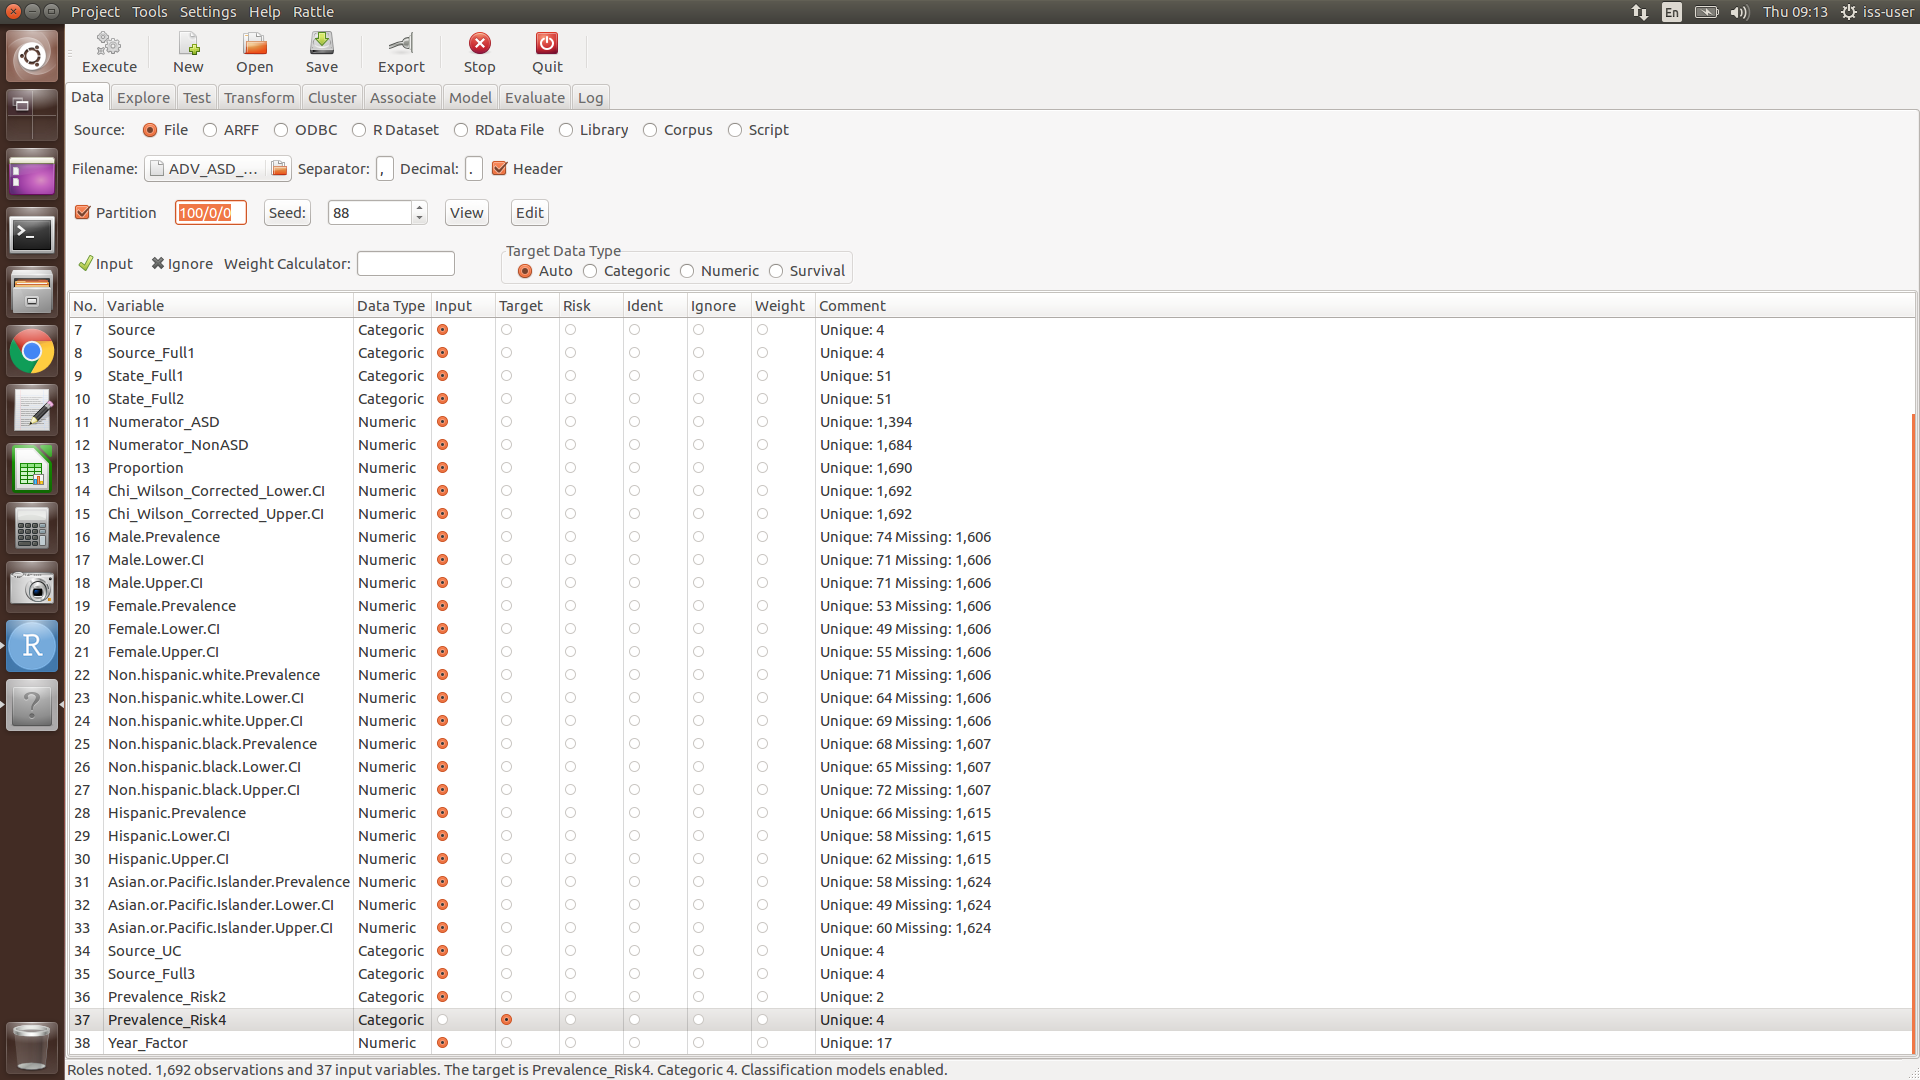 Project Tools Settings Help Rattle En Thu 09:13 iss-user
Execute New Open Save Export Stop Quit
Data Explore Test Transform Cluster Associate Model Evaluate Log
Source: File ARFF ODBC R Dataset RData File Library Corpus Script
Filename: ADV_ASD_... Separator: , Decimal: . Header
Partition 100/0/0 Seed: 88 View Edit
Target Data Type
Input Ignore Weight Calculator: Auto Categoric Numeric Survival
No. Variable Data Type Input Target Risk Ident Ignore Weight Comment
7 Source Categoric Unique: 4
8 Source_Full1 Categoric Unique: 4
9 State_Full1 Categoric Unique: 51
10 State_Full2 Categoric Unique: 51
11 Numerator_ASD Numeric Unique: 1,394
12 Numerator_NonASD Numeric Unique: 1,684
13 Proportion Numeric Unique: 1,690
14 Chi_Wilson_Corrected_Lower.CI Numeric Unique: 1,692
15 Chi_Wilson_Corrected_Upper.CI Numeric Unique: 1,692
16 Male.Prevalence Numeric Unique: 74 Missing: 1,606
17 Male.Lower.CI Numeric Unique: 71 Missing: 1,606
18 Male.Upper.CI Numeric Unique: 71 Missing: 1,606
19 Female.Prevalence Numeric Unique: 53 Missing: 1,606
20 Female.Lower.CI Numeric Unique: 49 Missing: 1,606
21 Female.Upper.CI Numeric Unique: 55 Missing: 1,606
22 Non.hispanic.white.Prevalence Numeric Unique: 71 Missing: 1,606
23 Non.hispanic.white.Lower.CI Numeric Unique: 64 Missing: 1,606
24 Non.hispanic.white.Upper.CI Numeric Unique: 69 Missing: 1,606
25 Non.hispanic.black.Prevalence Numeric Unique: 68 Missing: 1,607
26 Non.hispanic.black.Lower.CI Numeric Unique: 65 Missing: 1,607
27 Non.hispanic.black.Upper.CI Numeric Unique: 72 Missing: 1,607
28 Hispanic.Prevalence Numeric Unique: 66 Missing: 1,615
29 Hispanic.Lower.CI Numeric Unique: 58 Missing: 1,615
30 Hispanic.Upper.CI Numeric Unique: 62 Missing: 1,615
31 Asian.or.Pacific.Islander.Prevalence Numeric Unique: 58 Missing: 1,624
32 Asian.or.Pacific.Islander.Lower.CI Numeric Unique: 49 Missing: 1,624
33 Asian.or.Pacific.Islander.Upper.CI Numeric Unique: 60 Missing: 1,624
34 Source_UC Categoric Unique: 4
35 Source_Full3 Categoric Unique: 4
36 Prevalence_Risk2 Categoric Unique: 2
37 Prevalence_Risk4 Categoric Unique: 4
38 Year_Factor Numeric Unique: 17
Roles noted. 1,692 observations and 37 input variables. The target is Prevalence_Risk4. Categoric 4. Classification models enabled.